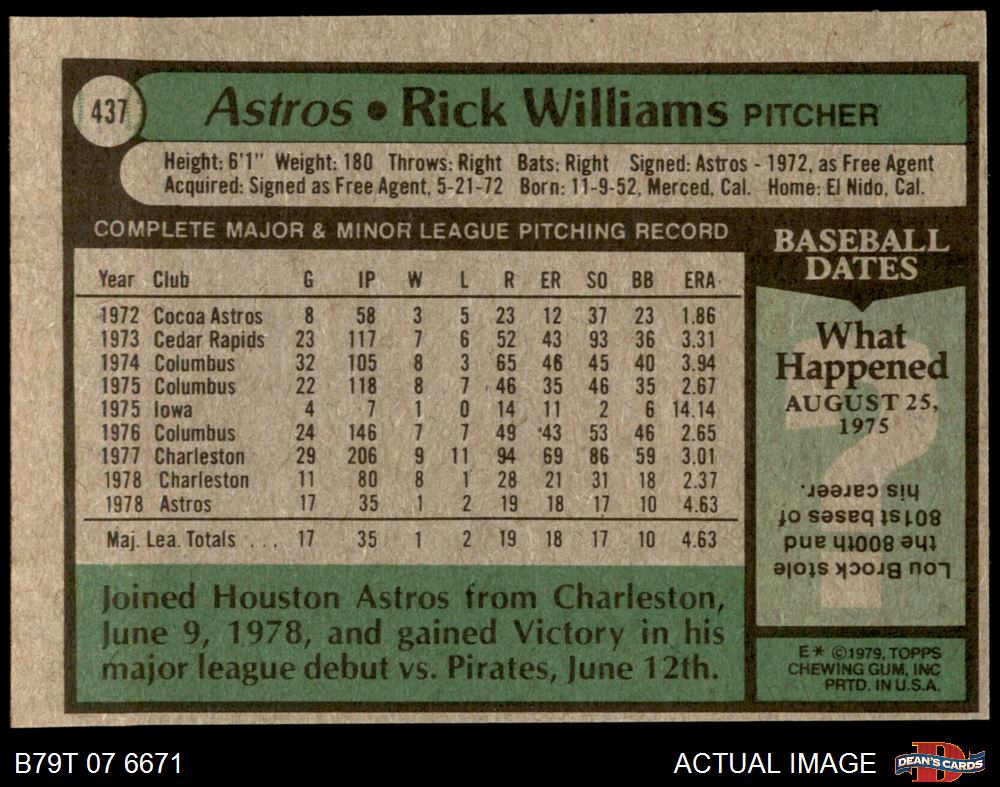 437
Astros • Rick Williams PITCHER
Height: 6'1" Weight: 180 Throws: Right Bats: Right Signed: Astros - 1972, as Free Agent
Acquired: Signed as Free Agent, 5-21-72 Born: 11-9-52, Merced, Cal. Home: El Nido, Cal.
COMPLETE MAJOR & MINOR LEAGUE PITCHING RECORD
Year Club G IP W L R ER SO BB ERA
1972 Cocoa Astros 8 58 3 5 23 12 37 23 1.86
1973 Cedar Rapids 23 117 7 6 52 43 93 36 3.31
1974 Columbus 32 105 8 3 65 46 45 40 3.94
1975 Columbus 22 118 8 7 46 35 46 35 2.67
1975 Iowa 4 7 1 0 14 11 2 6 14.14
1976 Columbus 24 146 7 7 49 43 53 46 2.65
1977 Charleston 29 206 9 11 94 69 86 59 3.01
1978 Charleston 11 80 8 1 28 21 31 18 2.37
1978 Astros 17 35 1 2 19 18 17 10 4.63
Maj. Lea. Totals ... 17 35 1 2 19 18 17 10 4.63
Joined Houston Astros from Charleston,
June 9, 1978, and gained Victory in his
major league debut vs. Pirates, June 12th.
BASEBALL
DATES
What
Happened
AUGUST 25,
1975
?
Lou Brock stole
the 800th and
801st bases of
his career.
E* ©1979, TOPPS
CHEWING GUM, INC
PRTD. IN U.S.A.
B79T 07 6671
ACTUAL IMAGE
DEAN'S CARDS